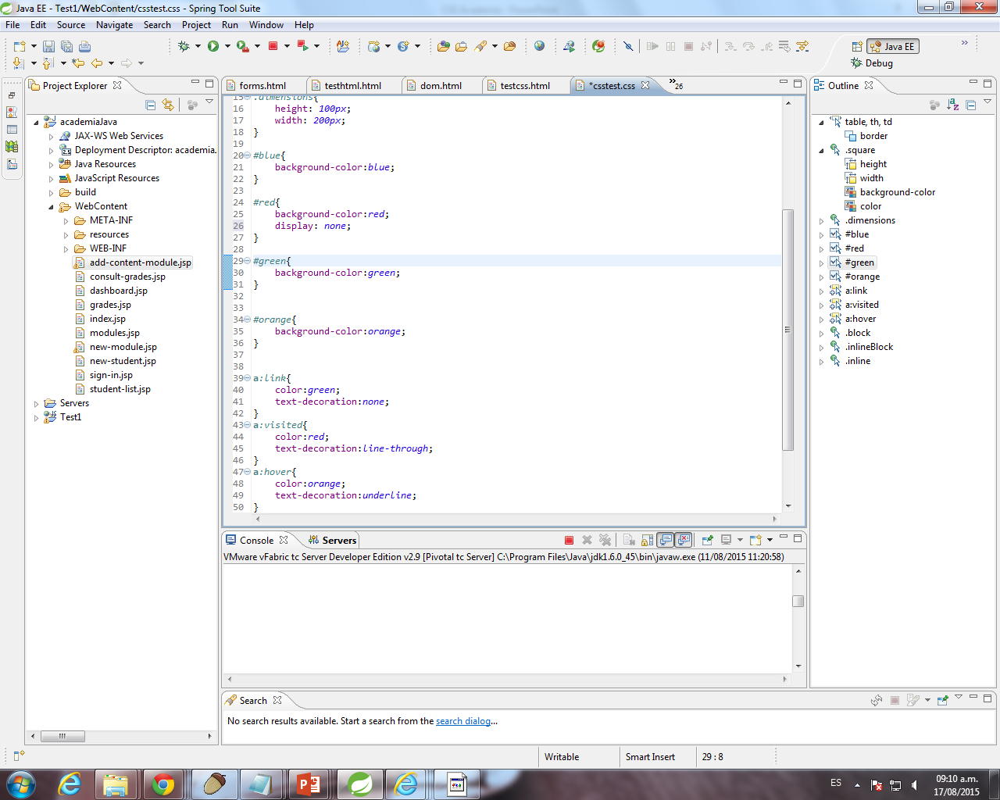 Java EE - Test1/WebContent/csstest.css - Spring Tool Suite
File Edit Source Navigate Search Project Run Window Help
Java EE
Debug
Project Explorer
academiaJava
JAX-WS Web Services
Deployment Descriptor: academia.
Java Resources
JavaScript Resources
build
WebContent
META-INF
resources
WEB-INF
add-content-module.jsp
consult-grades.jsp
dashboard.jsp
grades.jsp
index.jsp
modules.jsp
new-module.jsp
new-student.jsp
sign-in.jsp
student-list.jsp
Servers
Test1
forms.html testhtml.html dom.html testcss.html *csstest.css »26
15 .dimensions{
16 height: 100px;
17 width: 200px;
18 }
19
20 #blue{
21 background-color:blue;
22 }
23
24 #red{
25 background-color:red;
26 display: none;
27 }
28
29 #green{
30 background-color:green;
31 }
32
33
34 #orange{
35 background-color:orange;
36 }
37
38
39 a:link{
40 color:green;
41 text-decoration:none;
42 }
43 a:visited{
44 color:red;
45 text-decoration:line-through;
46 }
47 a:hover{
48 color:orange;
49 text-decoration:underline;
50 }
Outline
table, th, td
border
.square
height
width
background-color
color
.dimensions
#blue
#red
#green
#orange
a:link
a:visited
a:hover
.block
.inlineBlock
.inline
Console Servers
VMware vFabric tc Server Developer Edition v2.9 [Pivotal tc Server] C:\Program Files\Java\jdk1.6.0_45\bin\javaw.exe (11/08/2015 11:20:58)
Search
No search results available. Start a search from the search dialog...
Writable Smart Insert 29 : 8
ES
09:10 a.m.
17/08/2015